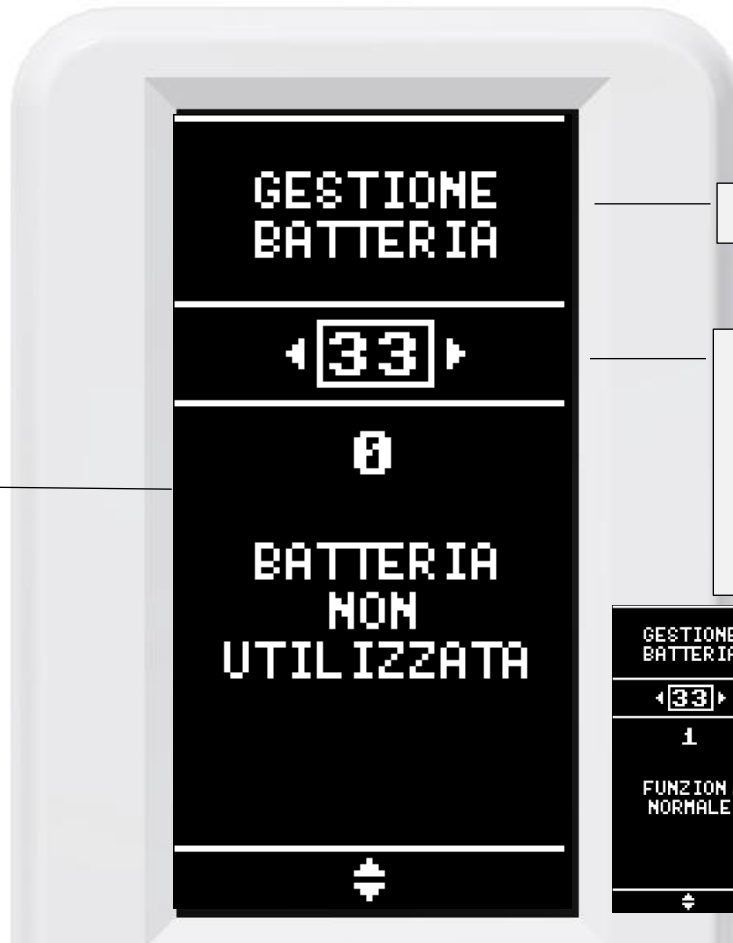 GESTIONE
BATTERIA
33
0
BATTERIA
NON
UTILIZZATA
GESTIONE
BATTERIA
33
1
FUNZION
NORMALE